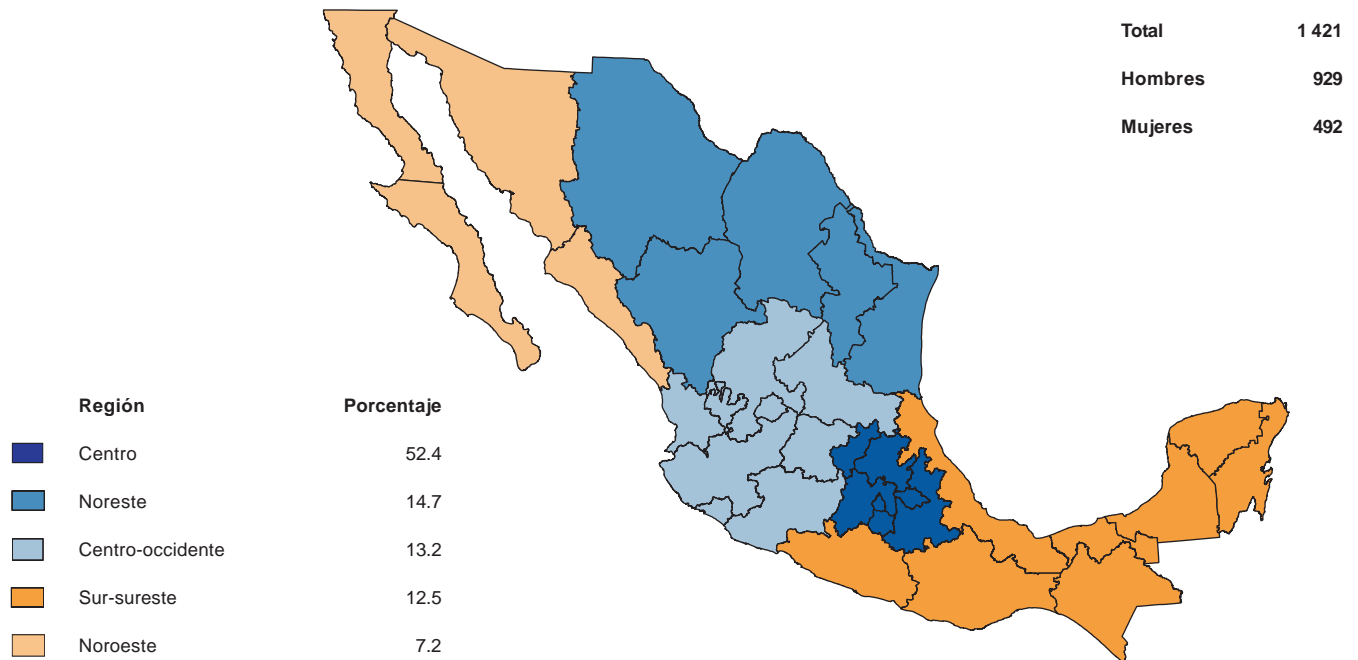 Total 1 421
Hombres 929
Mujeres 492
Región Porcentaje
Centro 52.4
Noreste 14.7
Centro-occidente 13.2
Sur-sureste 12.5
Noroeste 7.2